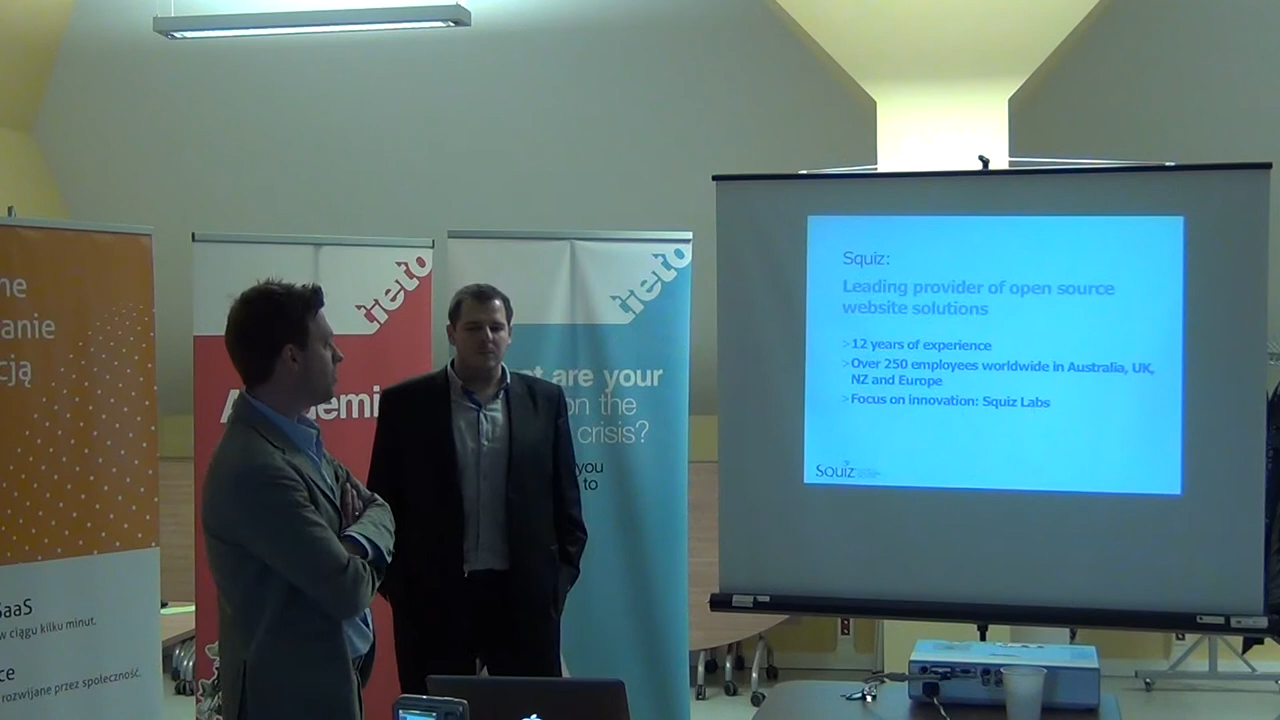 ne
anie
cją
SaaS
w ciągu kilku minut.
ce
rozwijane przez społeczność.
tieto
A demi
tieto
at are your
on the
crisis?
you
to
Squiz:
Leading provider of open source
website solutions
>12 years of experience
>Over 250 employees worldwide in Australia, UK,
NZ and Europe
>Focus on innovation: Squiz Labs
Squiz